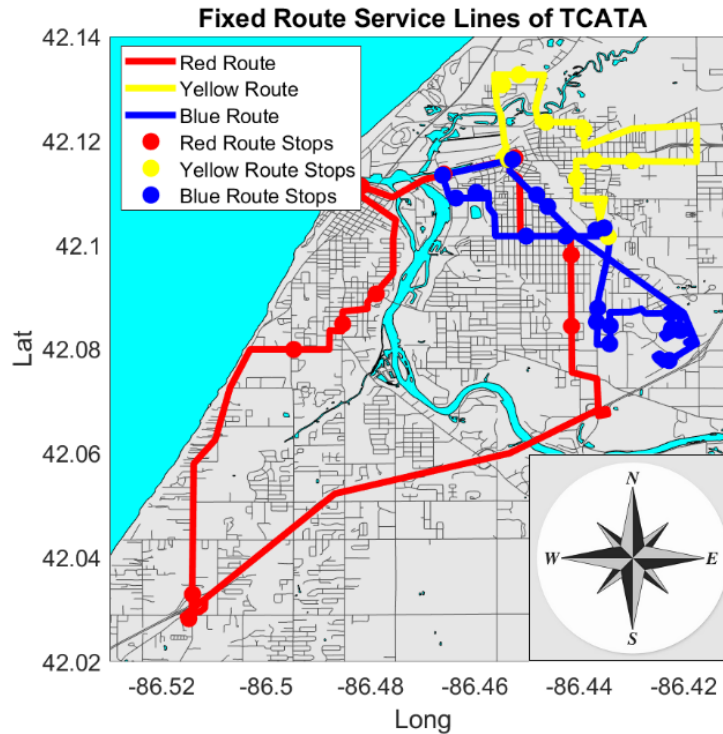 Fixed Route Service Lines of TCATA
42.14
42.12
42.1
42.08
42.06
42.04
42.02
Lat
Red Route
Yellow Route
Blue Route
Red Route Stops
Yellow Route Stops
Blue Route Stops
N
W E
S
-86.52 -86.5 -86.48 -86.46 -86.44 -86.42
Long